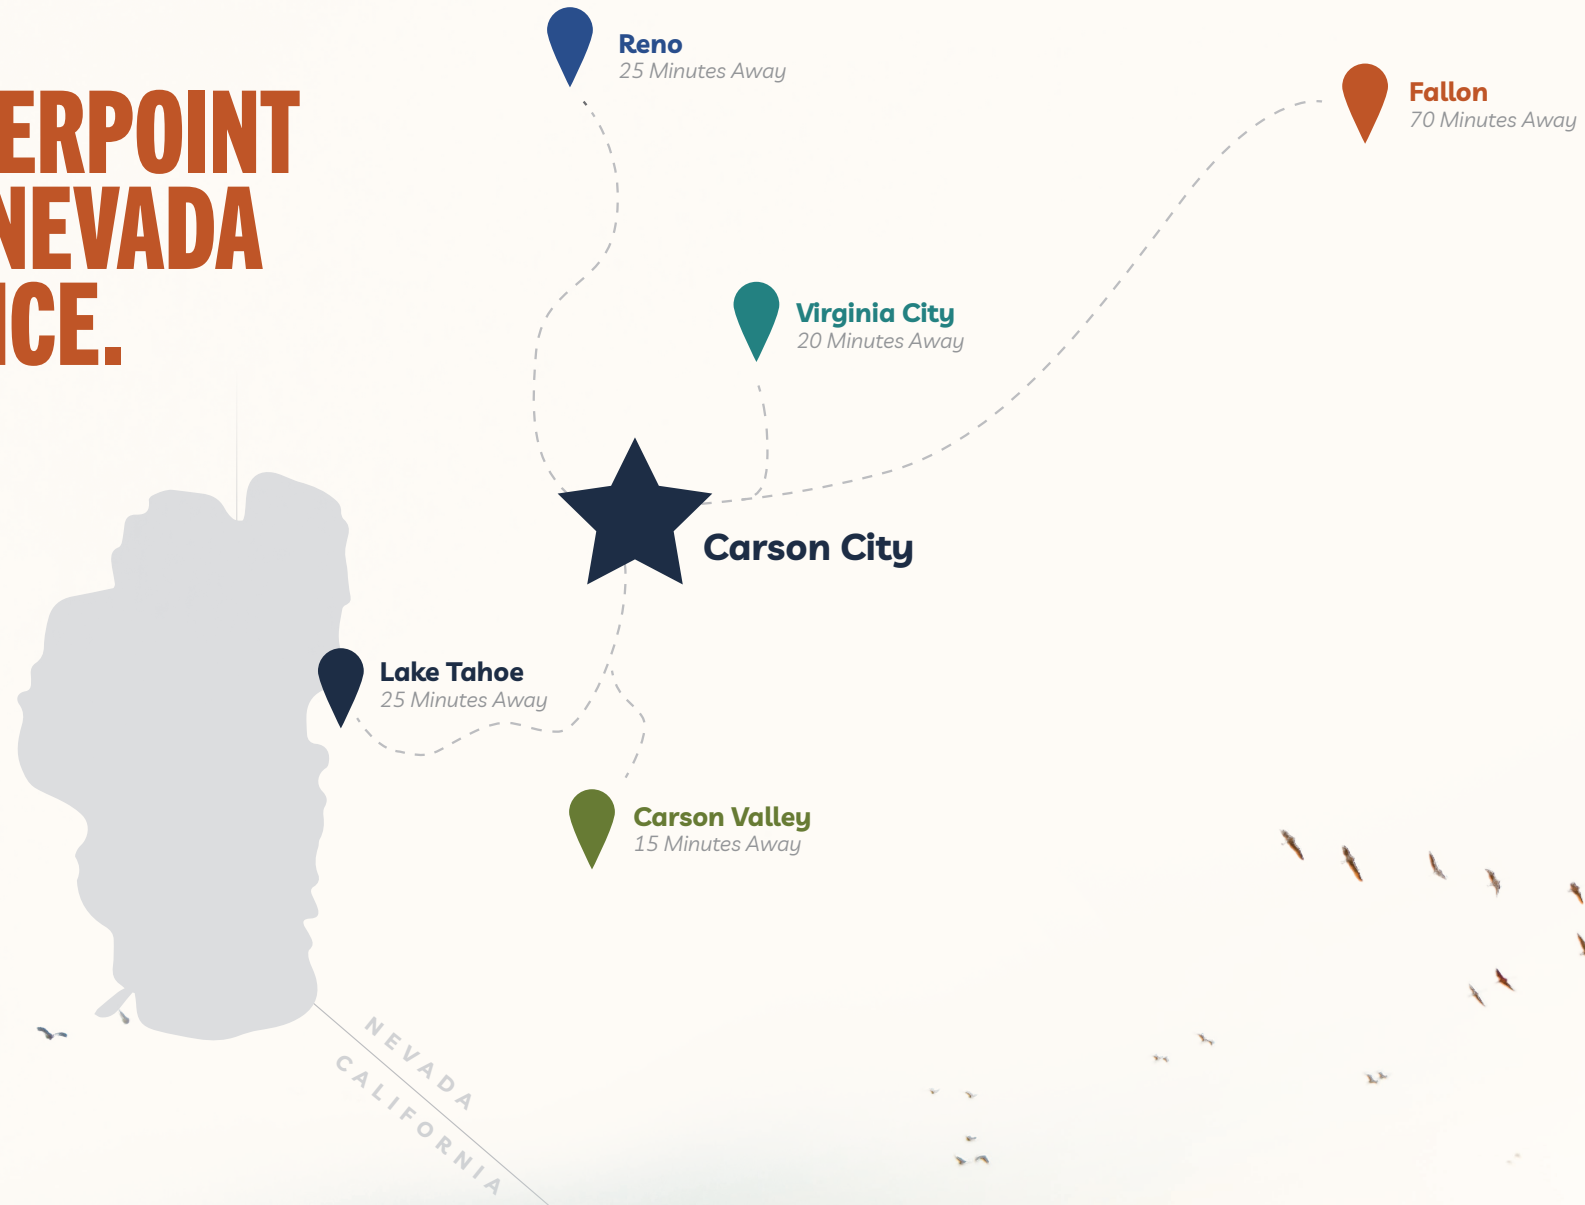 ERPOINT
NEVADA
ICE.
Reno
25 Minutes Away
Fallon
70 Minutes Away
Virginia City
20 Minutes Away
Carson City
Lake Tahoe
25 Minutes Away
Carson Valley
15 Minutes Away
NEVADA
CALIFORNIA